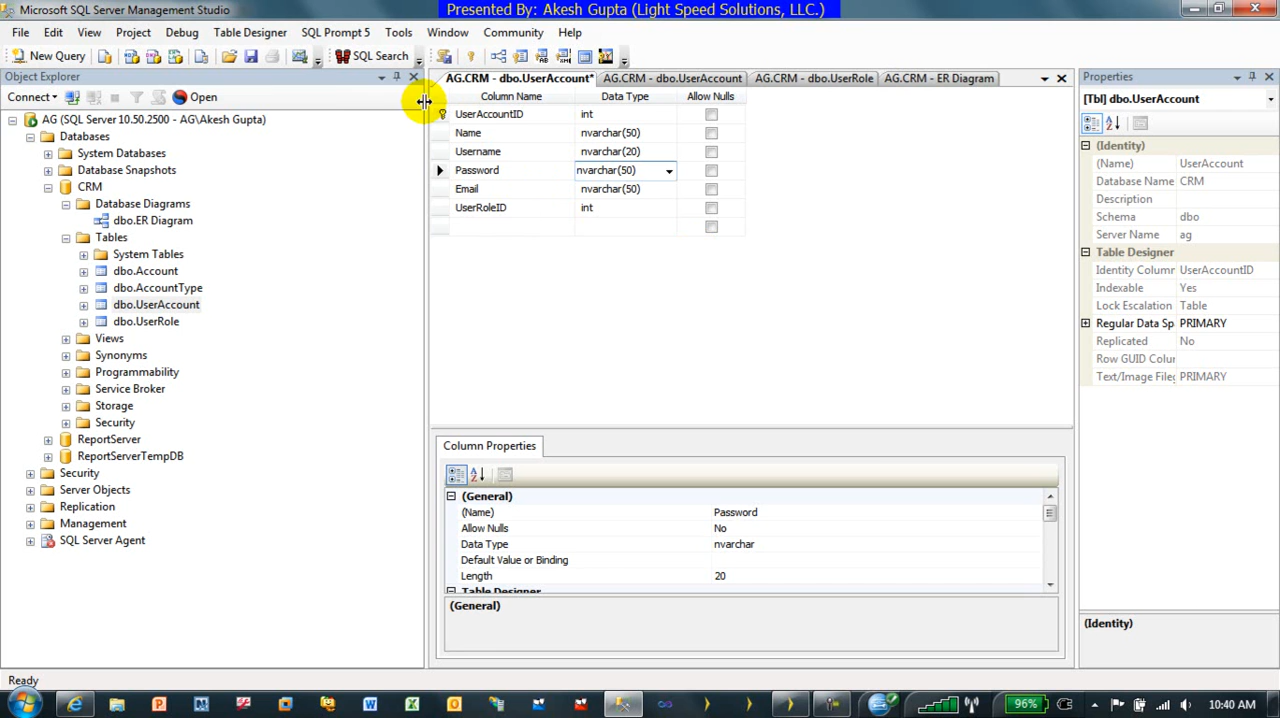 Microsoft SQL Server Management Studio
Presented By: Akesh Gupta (Light Speed Solutions, LLC.)
File Edit View Project Debug Table Designer SQL Prompt 5 Tools Window Community Help
New Query
SQL Search
Object Explorer
AG.CRM - dbo.UserAccount* AG.CRM - dbo.UserAccount AG.CRM - dbo.UserRole AG.CRM - ER Diagram
Properties
Connect
Open
Column Name Data Type Allow Nulls
[Tbl] dbo.UserAccount
AG (SQL Server 10.50.2500 - AG\Akesh Gupta)
Databases
System Databases
Database Snapshots
CRM
Database Diagrams
dbo.ER Diagram
Tables
System Tables
dbo.Account
dbo.AccountType
dbo.UserAccount
dbo.UserRole
Views
Synonyms
Programmability
Service Broker
Storage
Security
ReportServer
ReportServerTempDB
Security
Server Objects
Replication
Management
SQL Server Agent
UserAccountID int
Name nvarchar(50)
Username nvarchar(20)
Password nvarchar(50)
Email nvarchar(50)
UserRoleID int
Column Properties
(General)
(Name) Password
Allow Nulls No
Data Type nvarchar
Default Value or Binding
Length 20
Table Designer
(General)
(Identity)
(Name) UserAccount
Database Name CRM
Description
Schema dbo
Server Name ag
Table Designer
Identity Column UserAccountID
Indexable Yes
Lock Escalation Table
Regular Data Sp PRIMARY
Replicated No
Row GUID Colur
Text/Image Fileg PRIMARY
(Identity)
Ready
96%
10:40 AM